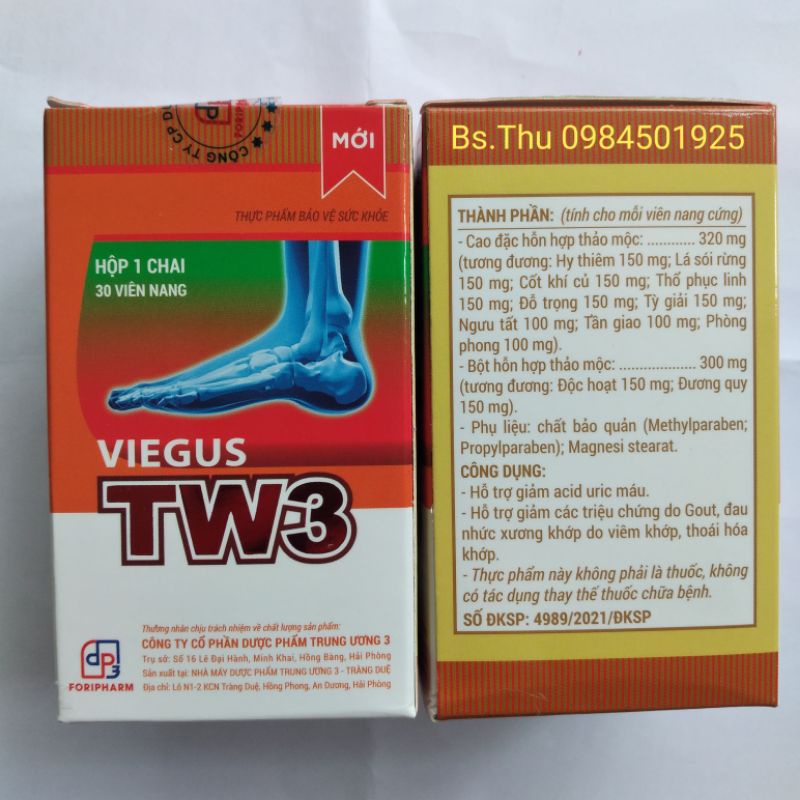 CÔNG TY CP D
FORIPHARM
MỚI
THỰC PHẨM BẢO VỆ SỨC KHỎE
HỘP 1 CHAI
30 VIÊN NANG
VIEGUS
TW3
Thương nhân chịu trách nhiệm về chất lượng sản phẩm:
CÔNG TY CỔ PHẦN DƯỢC PHẨM TRUNG ƯƠNG 3
Trụ sở: Số 16 Lê Đại Hành, Minh Khai, Hồng Bàng, Hải Phòng
Sản xuất tại: NHÀ MÁY DƯỢC PHẨM TRUNG ƯƠNG 3 - TRÀNG DUỆ
Địa chỉ: Lô N1-2 KCN Tràng Duệ, Hồng Phong, An Dương, Hải Phòng
dp3
FORIPHARM
Bs.Thu 0984501925
THÀNH PHẦN: (tính cho mỗi viên nang cứng)
- Cao đặc hỗn hợp thảo mộc: ............ 320 mg
(tương đương: Hy thiêm 150 mg; Lá sói rừng
150 mg; Cốt khí củ 150 mg; Thổ phục linh
150 mg; Đỗ trọng 150 mg; Tỳ giải 150 mg;
Ngưu tất 100 mg; Tần giao 100 mg; Phòng
phong 100 mg).
- Bột hỗn hợp thảo mộc: .................. 300 mg
(tương đương: Độc hoạt 150 mg; Đương quy
150 mg).
- Phụ liệu: chất bảo quản (Methylparaben;
Propylparaben); Magnesi stearat.
CÔNG DỤNG:
- Hỗ trợ giảm acid uric máu.
- Hỗ trợ giảm các triệu chứng do Gout, đau
nhức xương khớp do viêm khớp, thoái hóa
khớp.
- Thực phẩm này không phải là thuốc, không
có tác dụng thay thế thuốc chữa bệnh.
SỐ ĐKSP: 4989/2021/ĐKSP